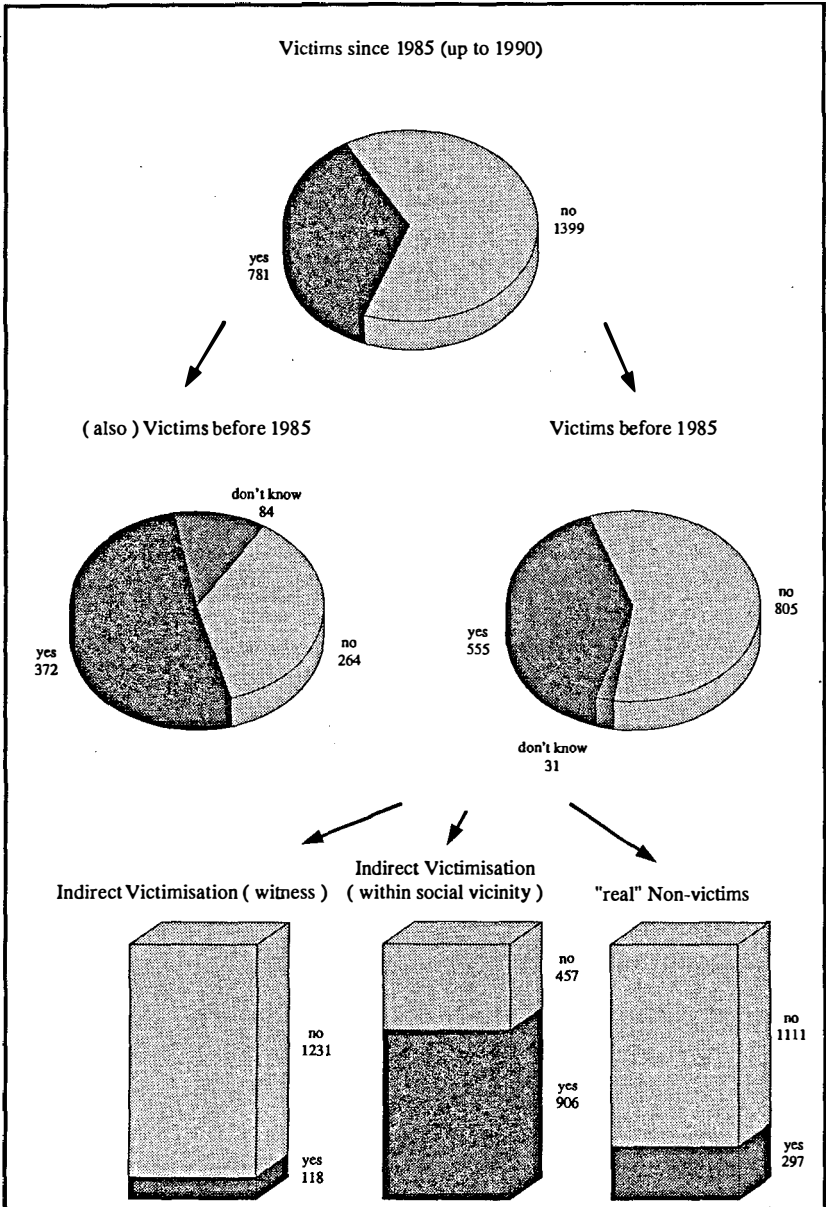 Victims since 1985 (up to 1990)
no
1399
yes
781
( also ) Victims before 1985
Victims before 1985
don't know
84
yes
372
no
264
yes
555
no
805
don't know
31
Indirect Victimisation ( witness )
Indirect Victimisation
( within social vicinity )
"real" Non-victims
no
1231
yes
118
no
457
yes
906
no
1111
yes
297